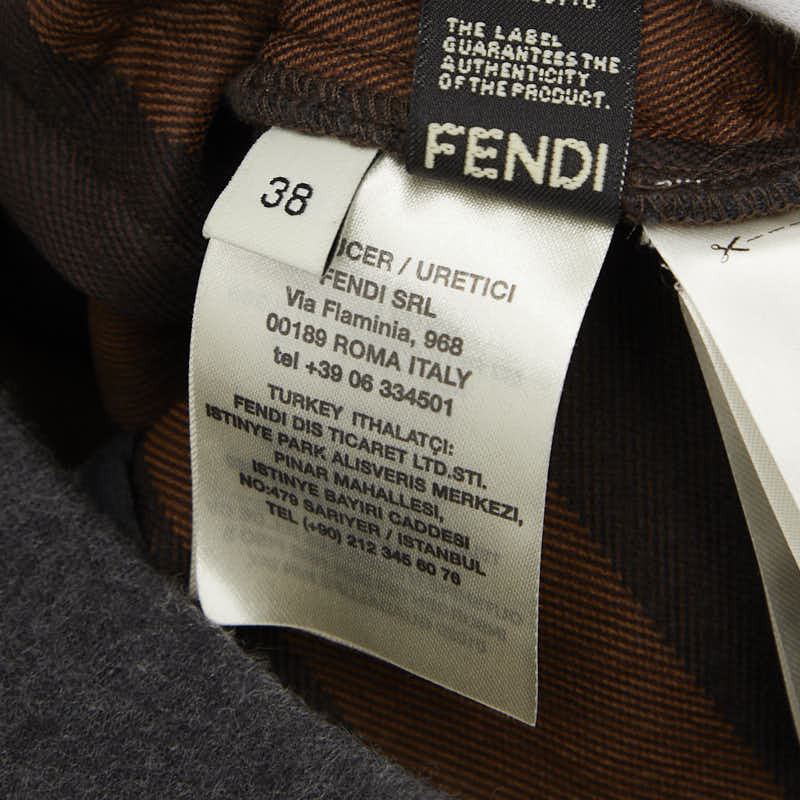 THE LABEL
GUARANTEES THE
AUTHENTICITY
OF THE PRODUCT.
FENDI
38
/ URETICI
FENDI SRL
Via Flaminia, 968
00189 ROMA ITALY
tel +39 06 334501
TURKEY ITHALATÇI:
FENDI DIS TICARET LTD.STI.
ISTINYE PARK ALISVERIS MERKEZI,
PINAR MAHALLESI,
ISTINYE BAYIRI CADDESI
NO:479 SARIYER / ISTANBUL
TEL (+90) 212 345 60 76